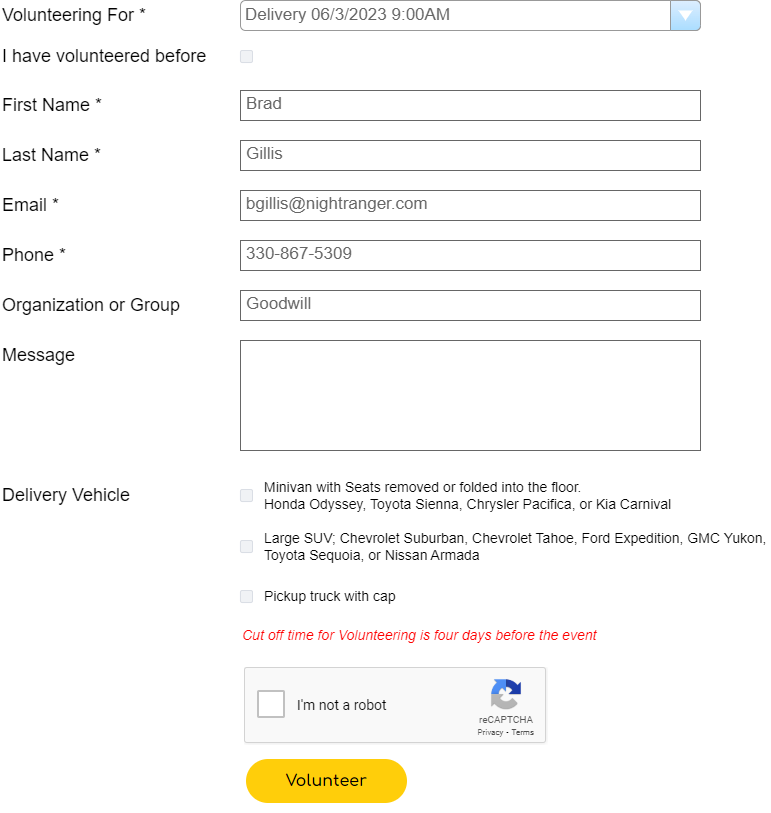 Volunteering For * Delivery 06/3/2023 9:00AM
I have volunteered before
First Name * Brad
Last Name * Gillis
Email * bgillis@nightranger.com
Phone * 330-867-5309
Organization or Group Goodwill
Message
Delivery Vehicle
Minivan with Seats removed or folded into the floor.
Honda Odyssey, Toyota Sienna, Chrysler Pacifica, or Kia Carnival
Large SUV; Chevrolet Suburban, Chevrolet Tahoe, Ford Expedition, GMC Yukon,
Toyota Sequoia, or Nissan Armada
Pickup truck with cap
Cut off time for Volunteering is four days before the event
I'm not a robot
reCAPTCHA
Privacy - Terms
Volunteer